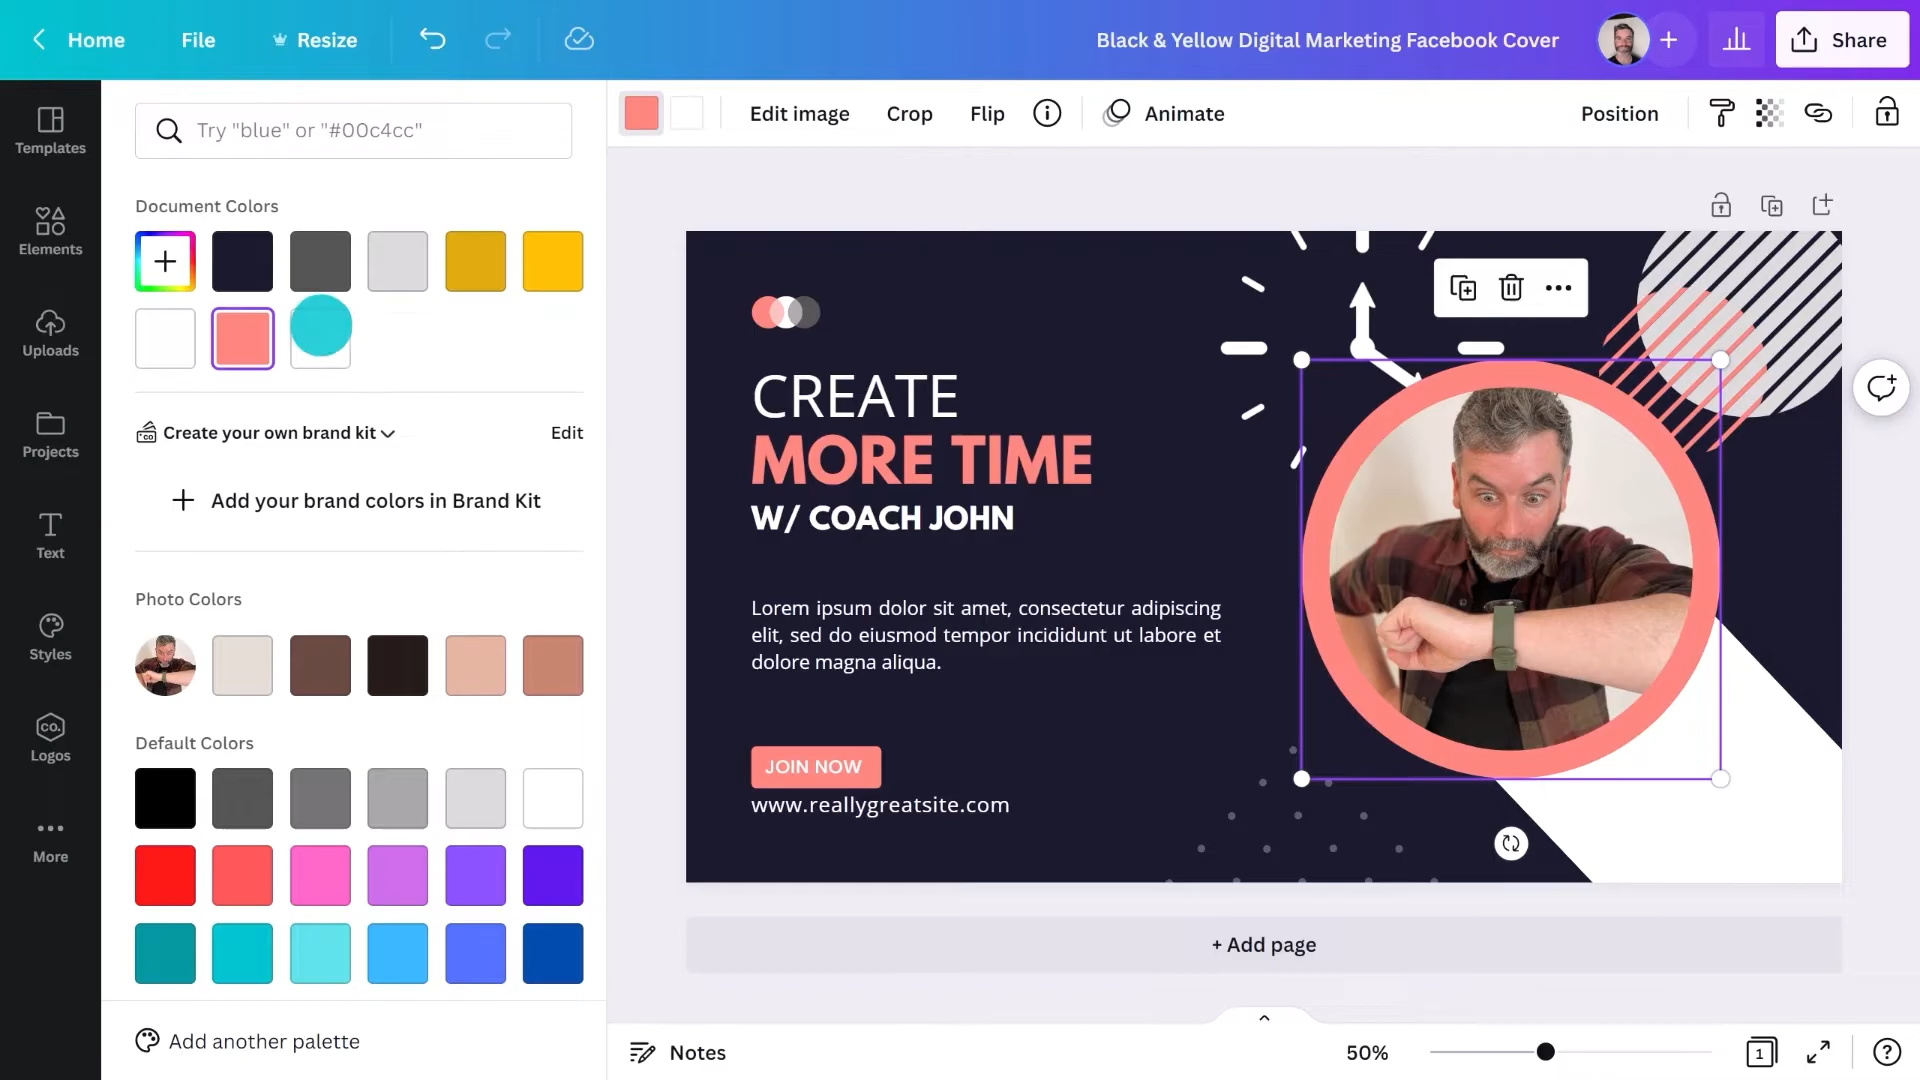 Home
File
Resize
Black & Yellow Digital Marketing Facebook Cover
Share
Templates
Elements
Uploads
Projects
Text
Styles
CO.
Logos
More
Try "blue" or "#00c4cc"
Document Colors
Create your own brand kit
Edit
Add your brand colors in Brand Kit
Photo Colors
Default Colors
Add another palette
Edit image
Crop
Flip
Animate
Position
CREATE
MORE TIME
W/ COACH JOHN
Lorem ipsum dolor sit amet, consectetur adipiscing
elit, sed do eiusmod tempor incididunt ut labore et
dolore magna aliqua.
JOIN NOW
www.reallygreatsite.com
+ Add page
Notes
50%
1